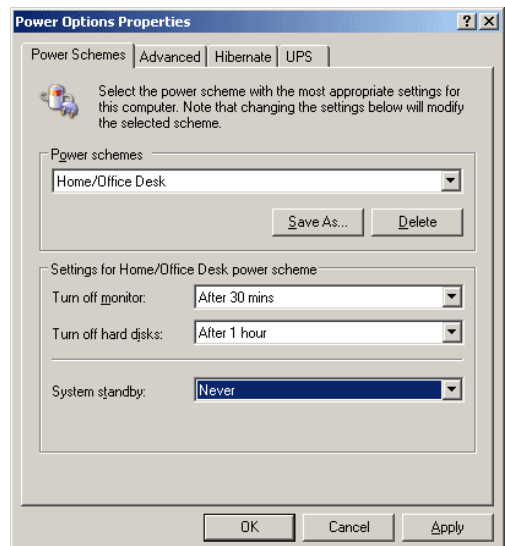 Power Options Properties
? X
Power Schemes Advanced Hibernate UPS
Select the power scheme with the most appropriate settings for
this computer. Note that changing the settings below will modify
the selected scheme.
Power schemes
Home/Office Desk
Save As... Delete
Settings for Home/Office Desk power scheme
Turn off monitor: After 30 mins
Turn off hard disks: After 1 hour
System standby: Never
OK Cancel Apply